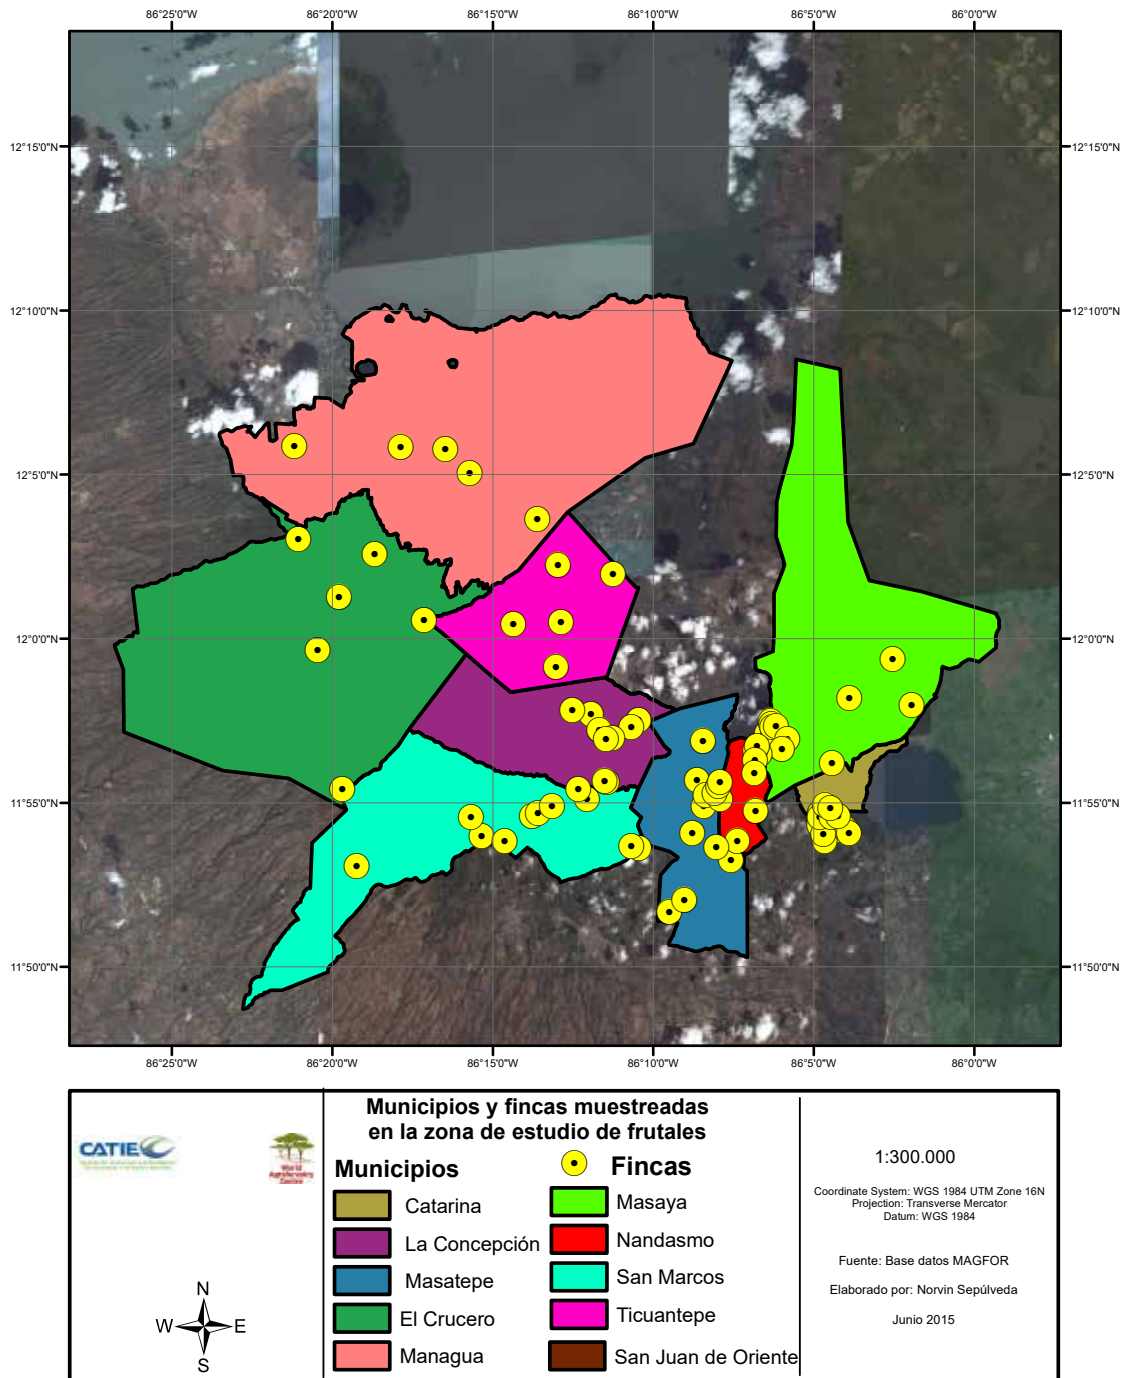 86°25'0"W 86°20'0"W 86°15'0"W 86°10'0"W 86°5'0"W 86°0'0"W
12°15'0"N 12°15'0"N
12°10'0"N 12°10'0"N
12°5'0"N 12°5'0"N
12°0'0"N 12°0'0"N
11°55'0"N 11°55'0"N
11°50'0"N 11°50'0"N
86°25'0"W 86°20'0"W 86°15'0"W 86°10'0"W 86°5'0"W 86°0'0"W
CATIE
World
Agroforestry
Centre
N
W E
S
Municipios y fincas muestreadas
en la zona de estudio de frutales
Municipios
Catarina
La Concepción
Masatepe
El Crucero
Managua
Fincas
Masaya
Nandasmo
San Marcos
Ticuantepe
San Juan de Oriente
1:300.000
Coordinate System: WGS 1984 UTM Zone 16N
Projection: Transverse Mercator
Datum: WGS 1984
Fuente: Base datos MAGFOR
Elaborado por: Norvin Sepúlveda
Junio 2015